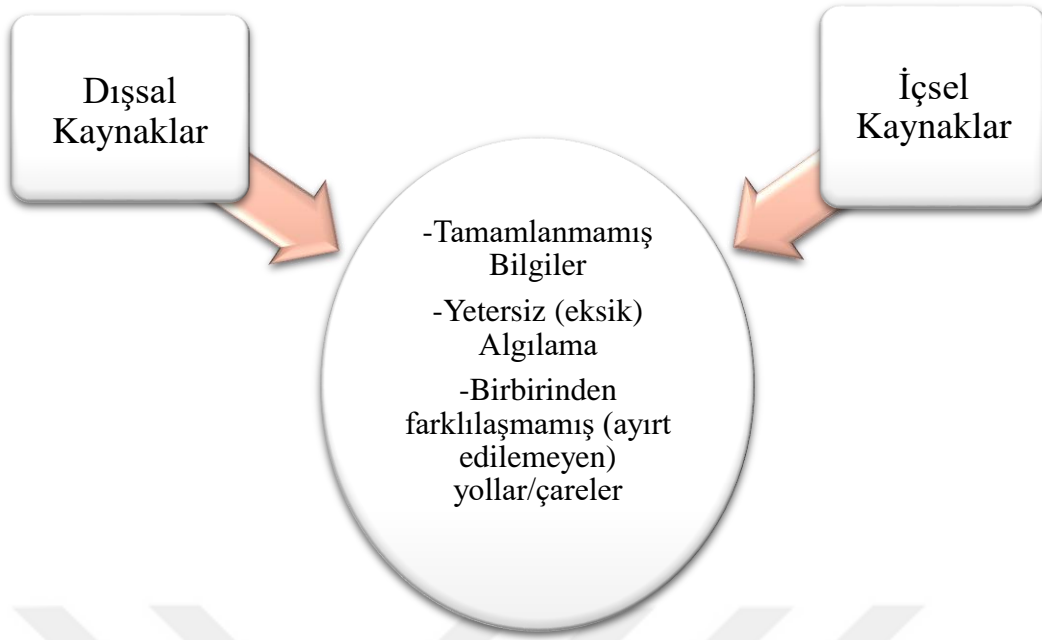 Dışsal
Kaynaklar
İçsel
Kaynaklar
-Tamamlanmamış
Bilgiler
-Yetersiz (eksik)
Algılama
-Birbirinden
farklılaşmamış (ayırt
edilemeyen)
yollar/çareler